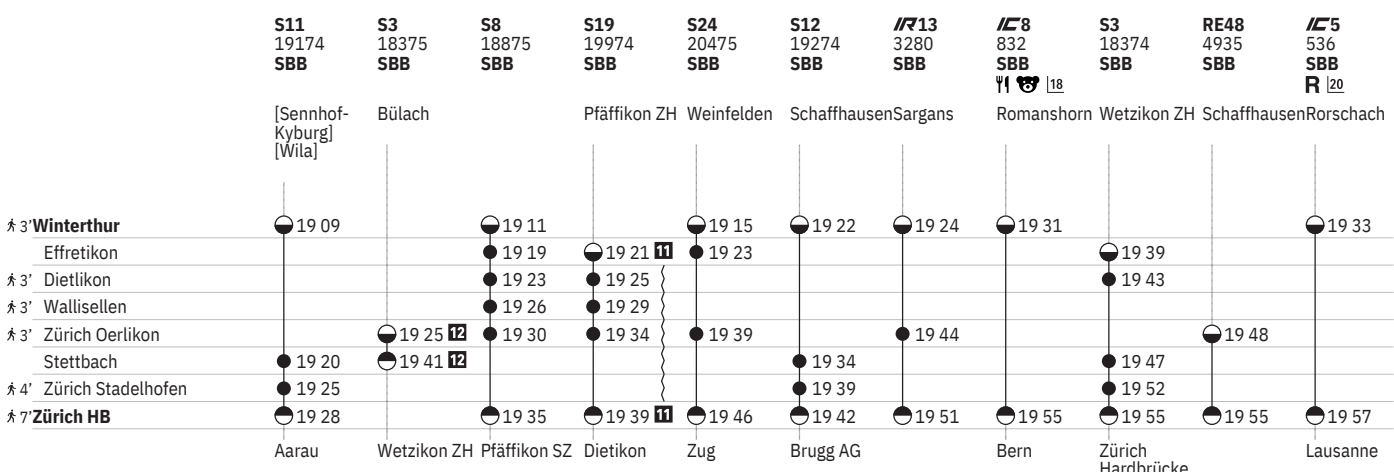 S11 S3 S8 S19 S24 S12 IR13 IC8 S3 RE48 IC5
19174 18375 18875 19974 20475 19274 3280 832 18374 4935 536
SBB SBB SBB SBB SBB SBB SBB SBB SBB SBB SBB
18 R 20
[Sennhof- Bülach Pfäffikon ZH Weinfelden Schaffhausen Sargans Romanshorn Wetzikon ZH Schaffhausen Rorschach
Kyburg]
[Wila]
3' Winterthur 19 09 19 11 19 15 19 22 19 24 19 31 19 33
Effretikon 19 19 19 21 11 19 23 19 39
3' Dietlikon 19 23 19 25 19 43
3' Wallisellen 19 26 19 29
3' Zürich Oerlikon 19 25 12 19 30 19 34 19 39 19 44 19 48
Stettbach 19 20 19 41 12 19 34 19 47
4' Zürich Stadelhofen 19 25 19 39 19 52
7' Zürich HB 19 28 19 35 19 39 11 19 46 19 42 19 51 19 55 19 55 19 55 19 57
Aarau Wetzikon ZH Pfäffikon SZ Dietikon Zug Brugg AG Bern Zürich Lausanne
Hardbrücke